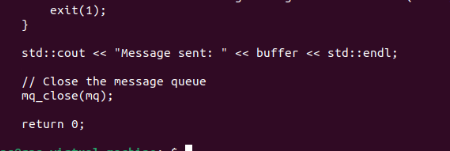 exit(1);
    }

    std::cout << "Message sent: " << buffer << std::endl;

    // Close the message queue
    mq_close(mq);

    return 0;